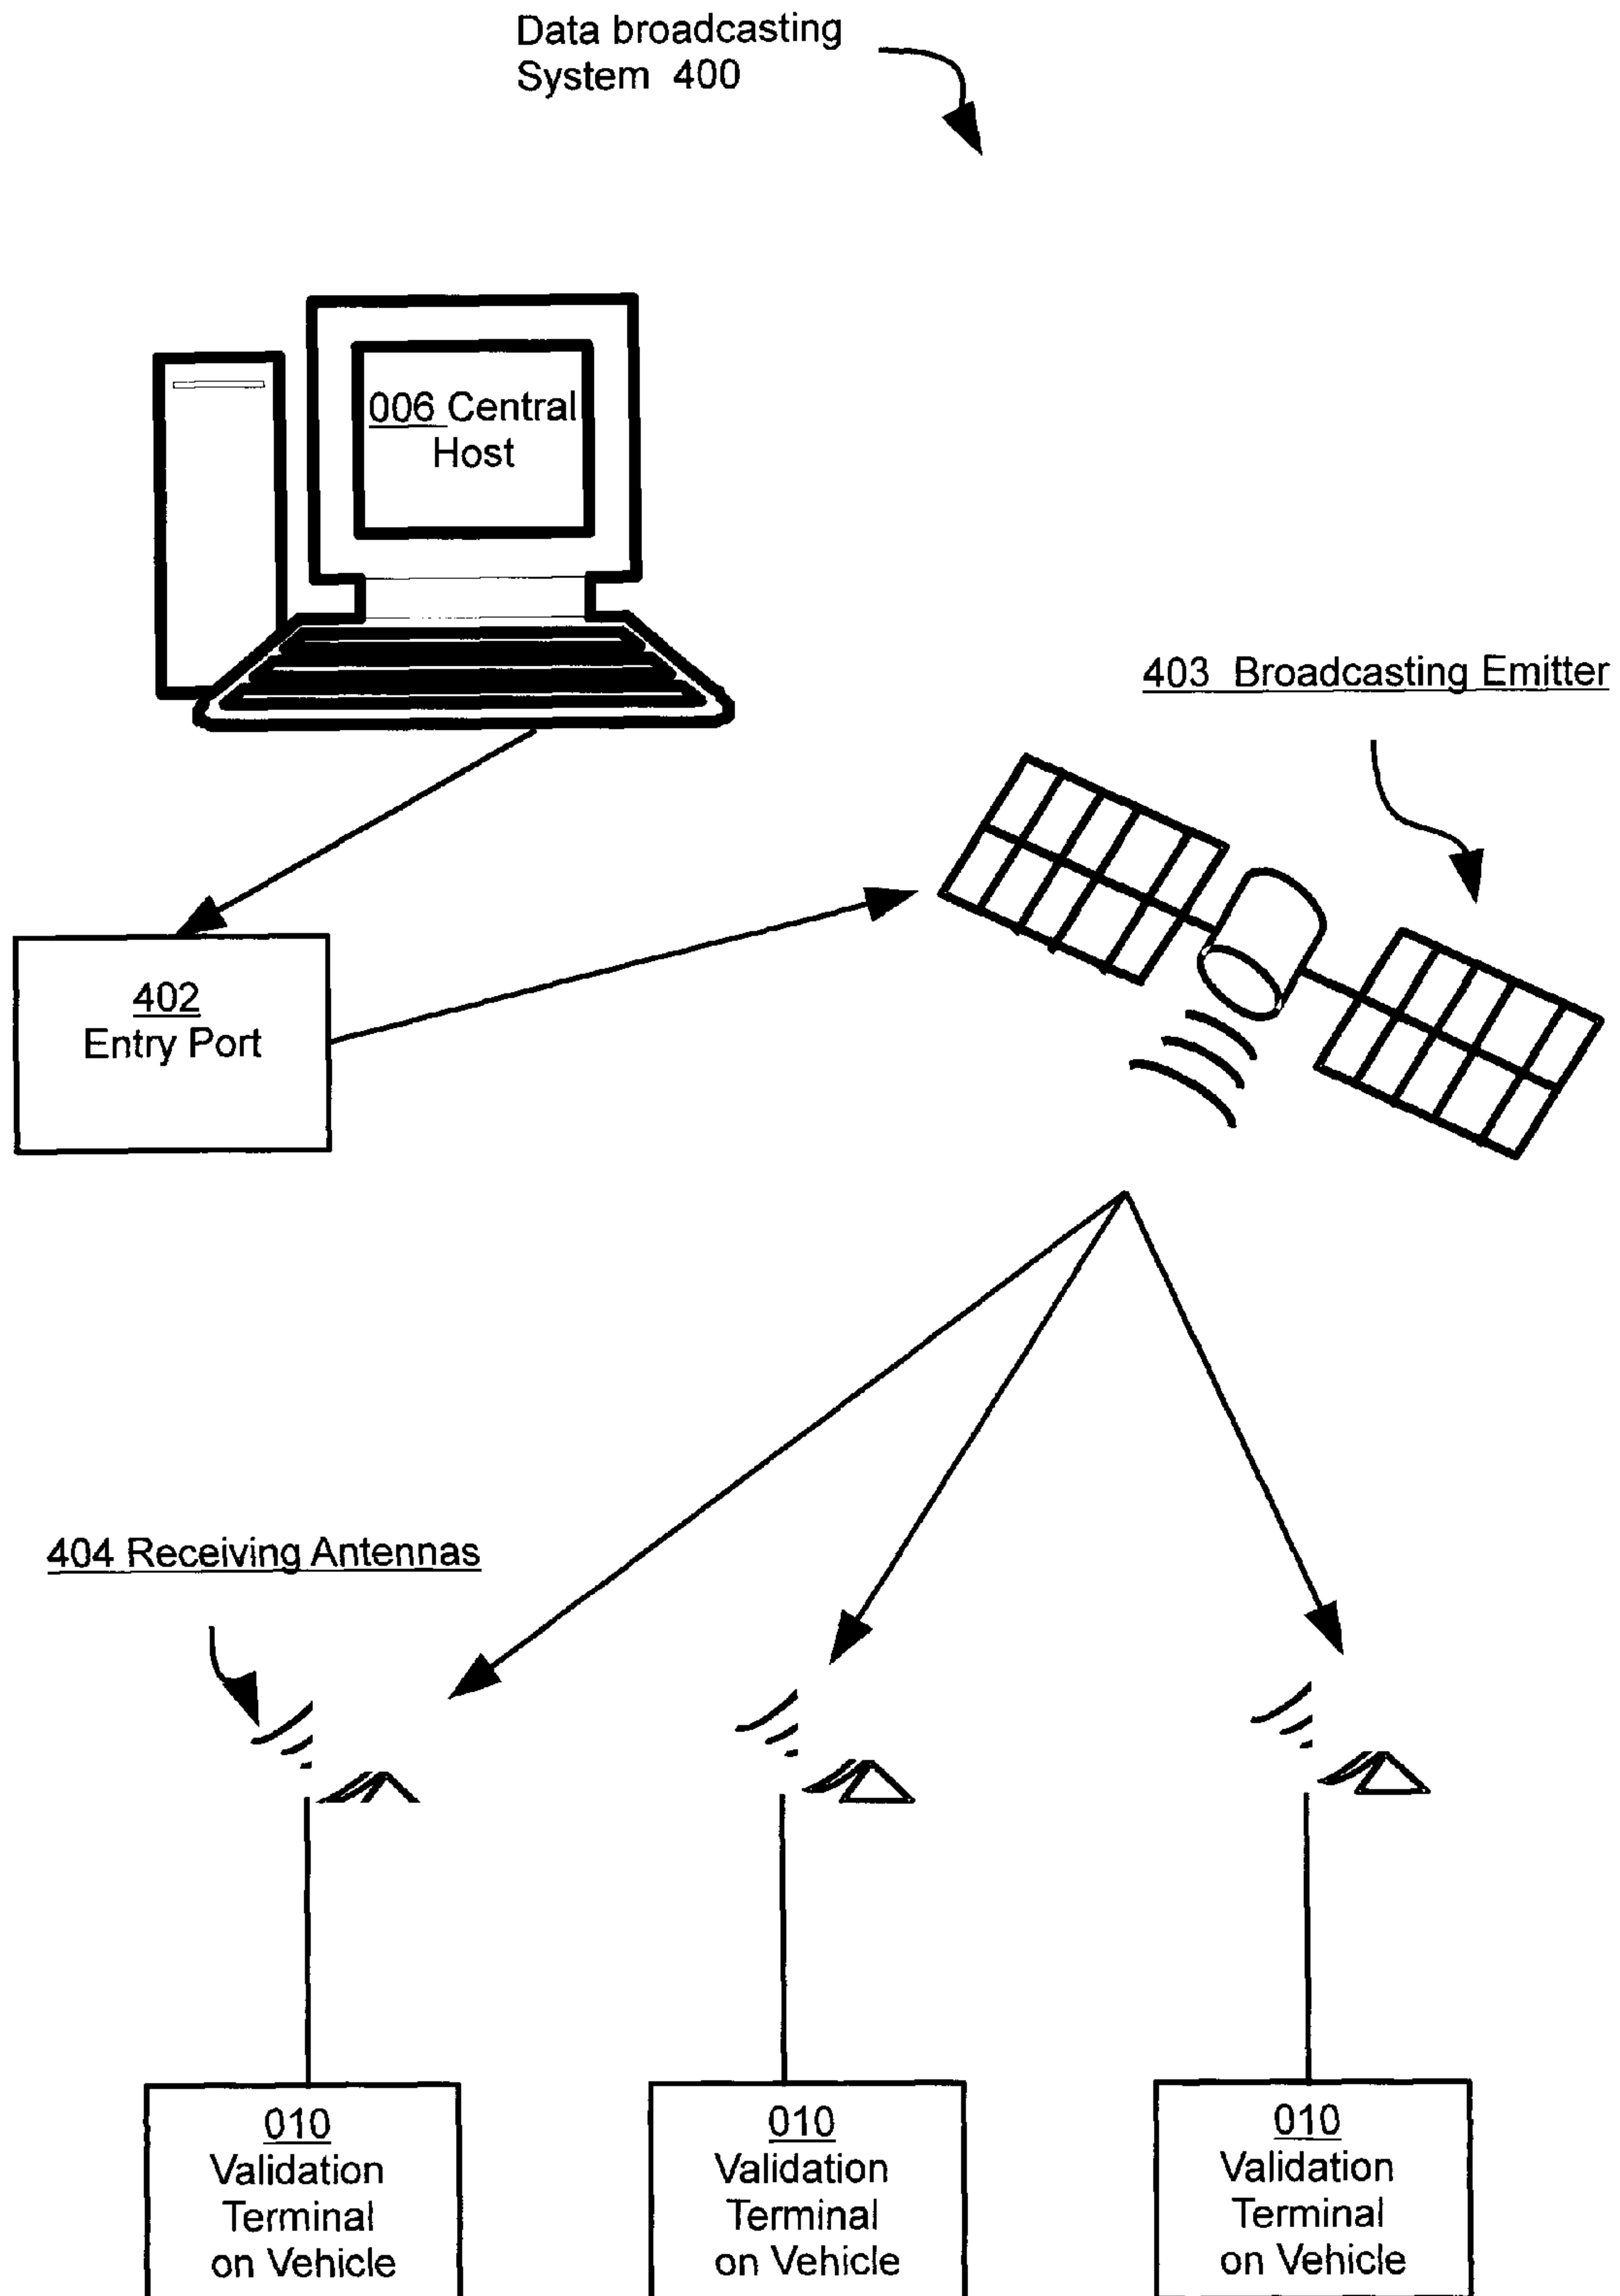 Data broadcasting
System 400
006 Central
Host
403 Broadcasting Emitter
402
Entry Port
404 Receiving Antennas
010
Validation
Terminal
on Vehicle
010
Validation
Terminal
on Vehicle
010
Validation
Terminal
on Vehicle